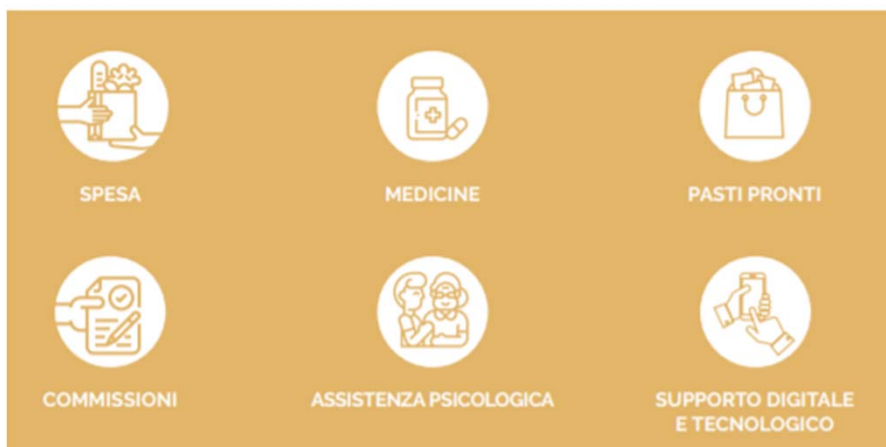 SPESA
MEDICINE
PASTI PRONTI
COMMISSIONI
ASSISTENZA PSICOLOGICA
SUPPORTO DIGITALE
E TECNOLOGICO